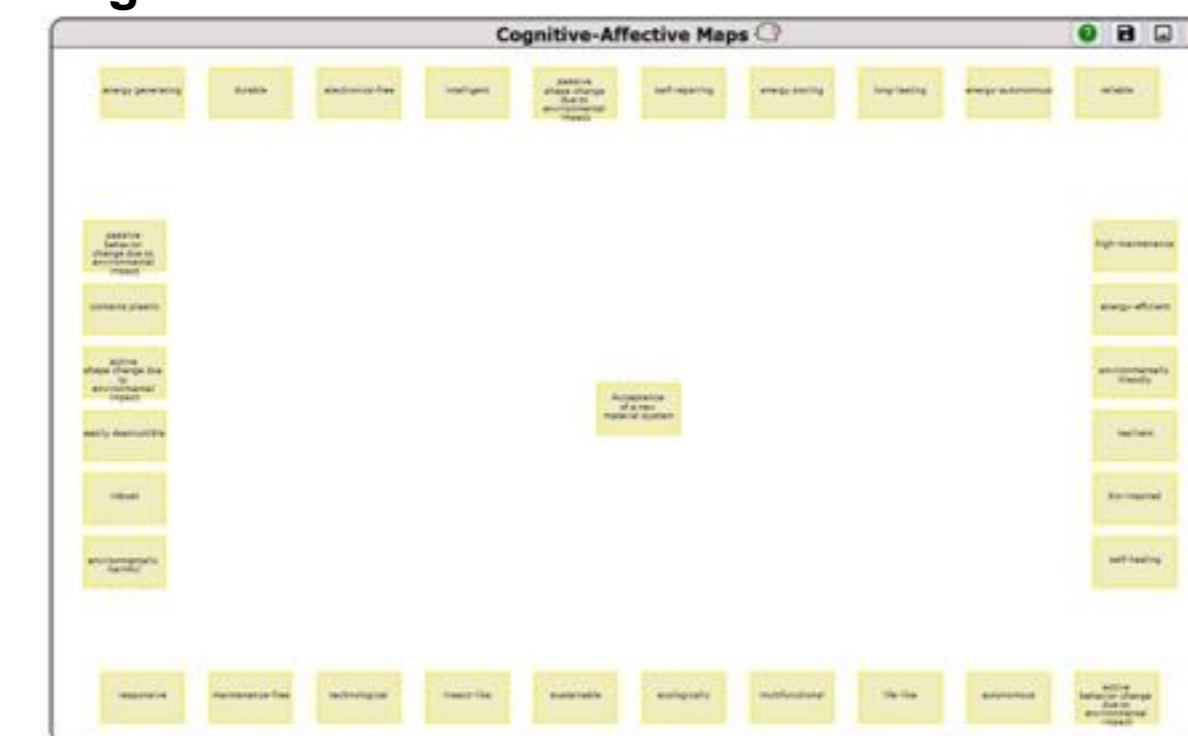 Cognitive-Affective Maps
energy generating
durable
electronics-free
intelligent
passive
shape change
due to
environmental
impact
self-repairing
energy storing
long-lasting
energy-autonomous
reliable
passive
behavior
change due to
environmental
impact
high-maintenance
contains plastic
energy-efficient
active
shape change due
to
environmental
impact
environmentally
friendly
Acceptance
of a new
material system
easily destructible
resilient
robust
bio-inspired
environmentally
harmful
self-healing
responsive
maintenance-free
technological
insect-like
sustainable
ecologically
multifunctional
life-like
autonomous
active
behavior change
due to
environmental
impact